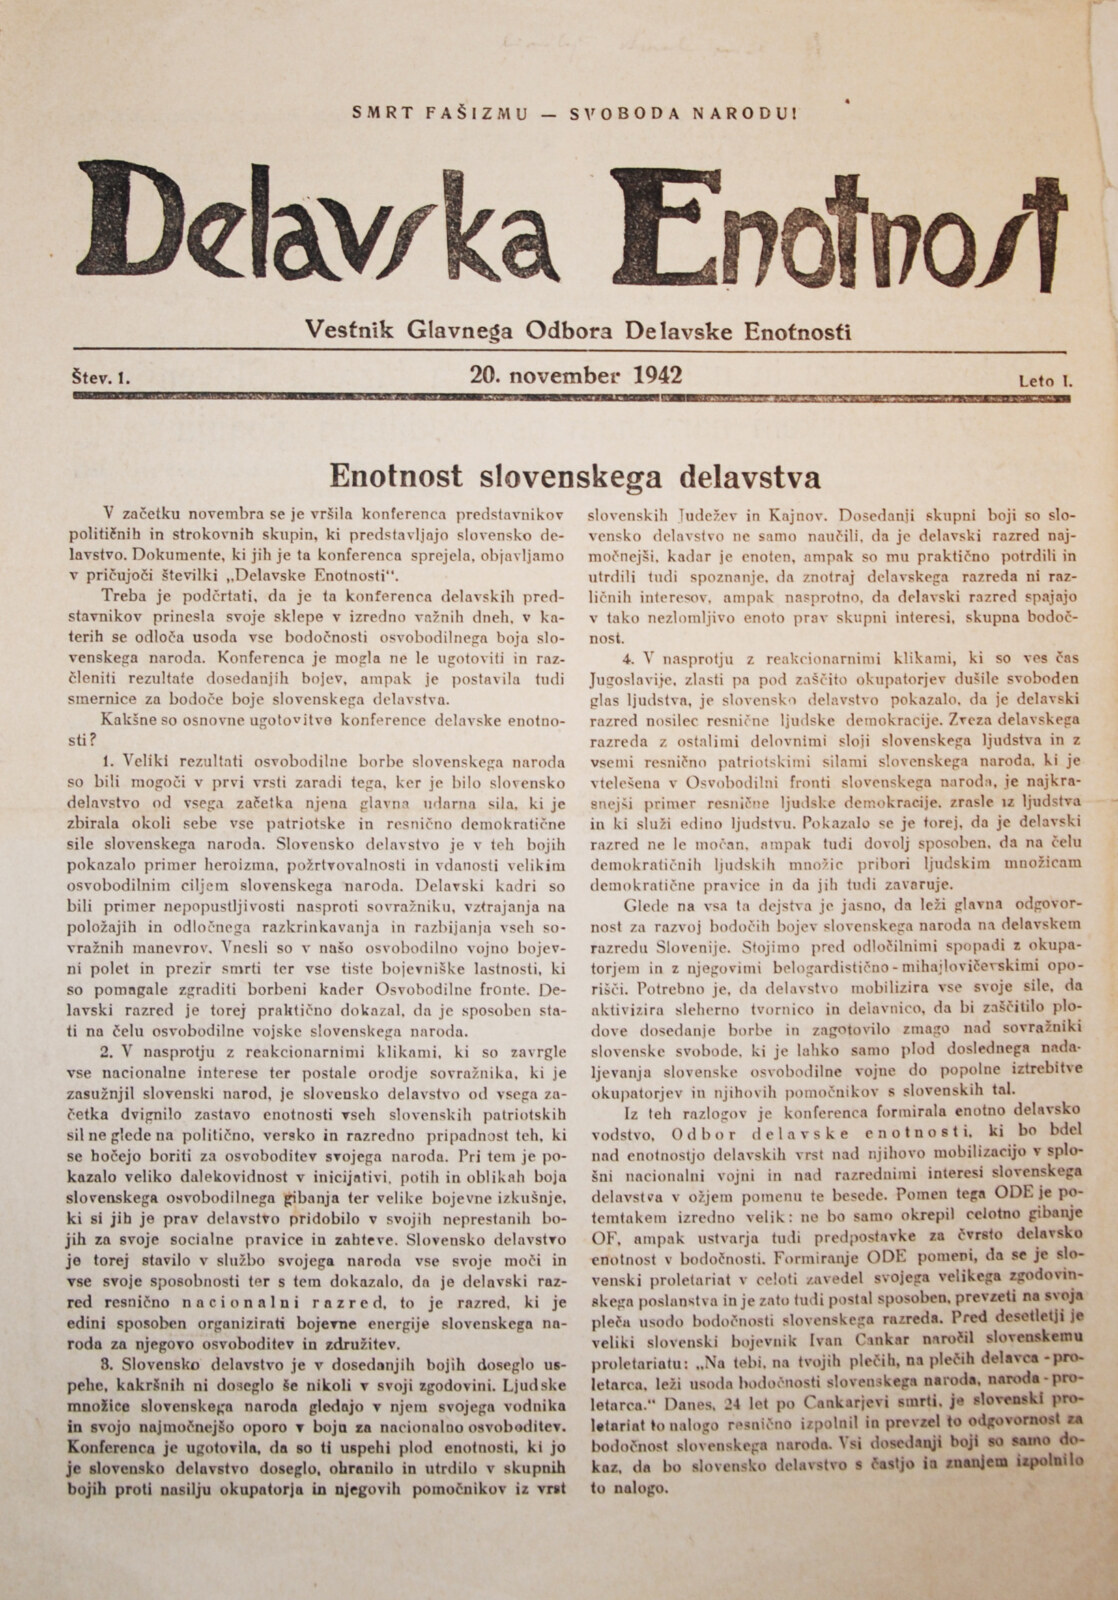 SMRT FAŠIZMU — SVOBODA NARODU!
Delavska Enotnost
Vestnik Glavnega Odbora Delavske Enotnosti
Štev. 1.
20. november 1942
Leto I.
Enotnost slovenskega delavstva
V začetku novembra se je vršila konferenca predstavnikov
političnih in strokovnih skupin, ki predstavljajo slovensko de-
lavstvo. Dokumente, ki jih je ta konferenca sprejela, objavljamo
v pričujoči številki „Delavske Enotnosti“.
Treba je podčrtati, da je ta konferenca delavskih pred-
stavnikov prinesla svoje sklepe v izredno važnih dneh, v ka-
terih se odloča usoda vse bodočnosti osvobodilnega boja slo-
venskega naroda. Konferenca je mogla ne le ugotoviti in raz-
členiti rezultate dosedanjih bojev, ampak je postavila tudi
smernice za bodoče boje slovenskega delavstva.
Kakšne so osnovne ugotovitve konference delavske enotno-
sti?
1. Veliki rezultati osvobodilne borbe slovenskega naroda
so bili mogoči v prvi vrsti zaradi tega, ker je bilo slovensko
delavstvo od vsega začetka njena glavna udarna sila, ki je
zbirala okoli sebe vse patriotske in resnično demokratične
sile slovenskega naroda. Slovensko delavstvo je v teh bojih
pokazalo primer heroizma, požrtvovalnosti in vdanosti velikim
osvobodilnim ciljem slovenskega naroda. Delavski kadri so
bili primer nepopustljivosti nasproti sovražniku, vztrajanja na
položajih in odločnega razkrinkavanja in razbijanja vseh so-
vražnih manevrov. Vnesli so v našo osvobodilno vojno bojev-
ni polet in prezir smrti ter vse tiste bojevniške lastnosti, ki
so pomagale zgraditi borbeni kader Osvobodilne fronte. De-
lavski razred je torej praktično dokazal, da je sposoben sta-
ti na čelu osvobodilne vojske slovenskega naroda.
2. V nasprotju z reakcionarnimi klikami, ki so zavrgle
vse nacionalne interese ter postale orodje sovražnika, ki je
zasužnjil slovenski narod, je slovensko delavstvo od vsega za-
četka dvignilo zastavo enotnosti vseh slovenskih patriotskih
sil ne glede na politično, versko in razredno pripadnost teh, ki
se hočejo boriti za osvoboditev svojega naroda. Pri tem je po-
kazalo veliko dalekovidnost v inicijativi, potih in oblikah boja
slovenskega osvobodilnega gibanja ter velike bojevne izkušnje,
ki si jih je prav delavstvo pridobilo v svojih neprestanih bo-
jih za svoje socialne pravice in zahteve. Slovensko delavstvo
je torej stavilo v službo svojega naroda vse svoje moči in
vse svoje sposobnosti ter s tem dokazalo, da je delavski raz-
red resnično nacionalni razred, to je razred, ki je
edini sposoben organizirati bojevne energije slovenskega na-
roda za njegovo osvoboditev in združitev.
3. Slovensko delavstvo je v dosedanjih bojih doseglo us-
pehe, kakršnih ni doseglo še nikoli v svoji zgodovini. Ljudske
množice slovenskega naroda gledajo v njem svojega vodnika
in svojo najmočnejšo oporo v boju za nacionalno osvoboditev.
Konferenca je ugotovila, da so ti uspehi plod enotnosti, ki jo
je slovensko delavstvo doseglo, ohranilo in utrdilo v skupnih
bojih proti nasilju okupatorja in njegovih pomočnikov iz vrst
slovenskih Judežev in Kajnov. Dosedanji skupni boji so slo-
vensko delavstvo ne samo naučili, da je delavski razred naj-
močnejši, kadar je enoten, ampak so mu praktično potrdili in
utrdili tudi spoznanje, da znotraj delavskega razreda ni raz-
ličnih interesov, ampak nasprotno, da delavski razred spajajo
v tako nezlomljivo enoto prav skupni interesi, skupna bodoč-
nost.
4. V nasprotju z reakcionarnimi klikami, ki so ves čas
Jugoslavije, zlasti pa pod zaščito okupatorjev dušile svoboden
glas ljudstva, je slovensko delavstvo pokazalo, da je delavski
razred nosilec resnične ljudske demokracije. Zveza delavskega
razreda z ostalimi delovnimi sloji slovenskega ljudstva in z
vsemi resnično patriotskimi silami slovenskega naroda, ki je
vtelešena v Osvobodilni fronti slovenskega naroda, je najkra-
snejši primer resnične ljudske demokracije, zrasle iz ljudstva
in ki služi edino ljudstvu. Pokazalo se je torej, da je delavski
razred ne le močan, ampak tudi dovolj sposoben, da na čelu
demokratičnih ljudskih množic pribori ljudskim množicam
demokratične pravice in da jih tudi zavaruje.
Glede na vsa ta dejstva je jasno, da leži glavna odgovor-
nost za razvoj bodočih bojev slovenskega naroda na delavskem
razredu Slovenije. Stojimo pred odločilnimi spopadi z okupa-
torjem in z njegovimi belogardistično-mihajlovičevskimi opo-
rišči. Potrebno je, da delavstvo mobilizira vse svoje sile, da
aktivizira sleherno tvornico in delavnico, da bi zaščitilo plo-
dove dosedanje borbe in zagotovilo zmago nad sovražniki
slovenske svobode, ki je lahko samo plod doslednega nada-
ljevanja slovenske osvobodilne vojne do popolne iztrebitve
okupatorjev in njihovih pomočnikov s slovenskih tal.
Iz teh razlogov je konferenca formirala enotno delavsko
vodstvo, Odbor delavske enotnosti, ki bo bdel
nad enotnostjo delavskih vrst nad njihovo mobilizacijo v splo-
šni nacionalni vojni in nad razrednimi interesi slovenskega
delavstva v ožjem pomenu te besede. Pomen tega ODE je po-
temtakem izredno velik: ne bo samo okrepil celotno gibanje
OF, ampak ustvarja tudi predpostavke za čvrsto delavsko
enotnost v bodočnosti. Formiranje ODE pomeni, da se je slo-
venski proletariat v celoti zavedel svojega velikega zgodovin-
skega poslanstva in je zato tudi postal sposoben, prevzeti na svoja
pleča usodo bodočnosti slovenskega razreda. Pred desetletji je
veliki slovenski bojevnik Ivan Cankar naročil slovenskemu
proletariatu: „Na tebi, na tvojih plečih, na plečih delavca-pro-
letarca, leži usoda bodočnosti slovenskega naroda, naroda-pro-
letarca.“ Danes, 24 let po Cankarjevi smrti, je slovenski pro-
letariat to nalogo resnično izpolnil in prevzel to odgovornost za
bodočnost slovenskega naroda. Vsi dosedanji boji so samo do-
kaz, da bo slovensko delavstvo s častjo in znanjem izpolnilo
to nalogo.